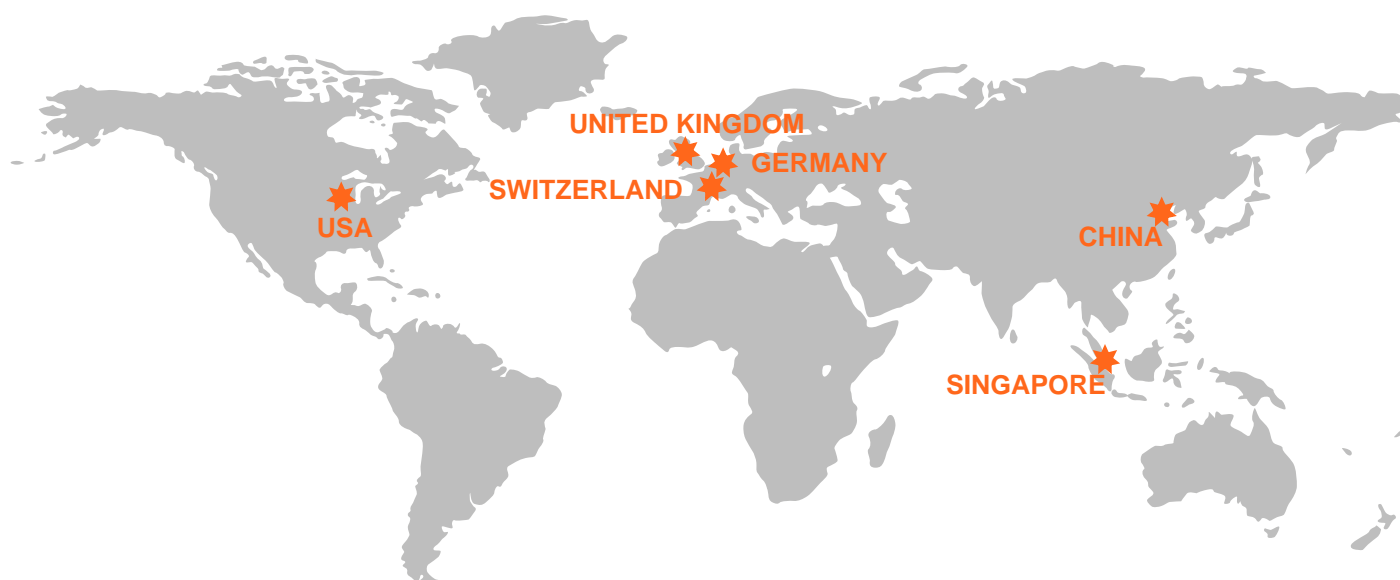 UNITED KINGDOM
GERMANY
SWITZERLAND
USA
CHINA
SINGAPORE